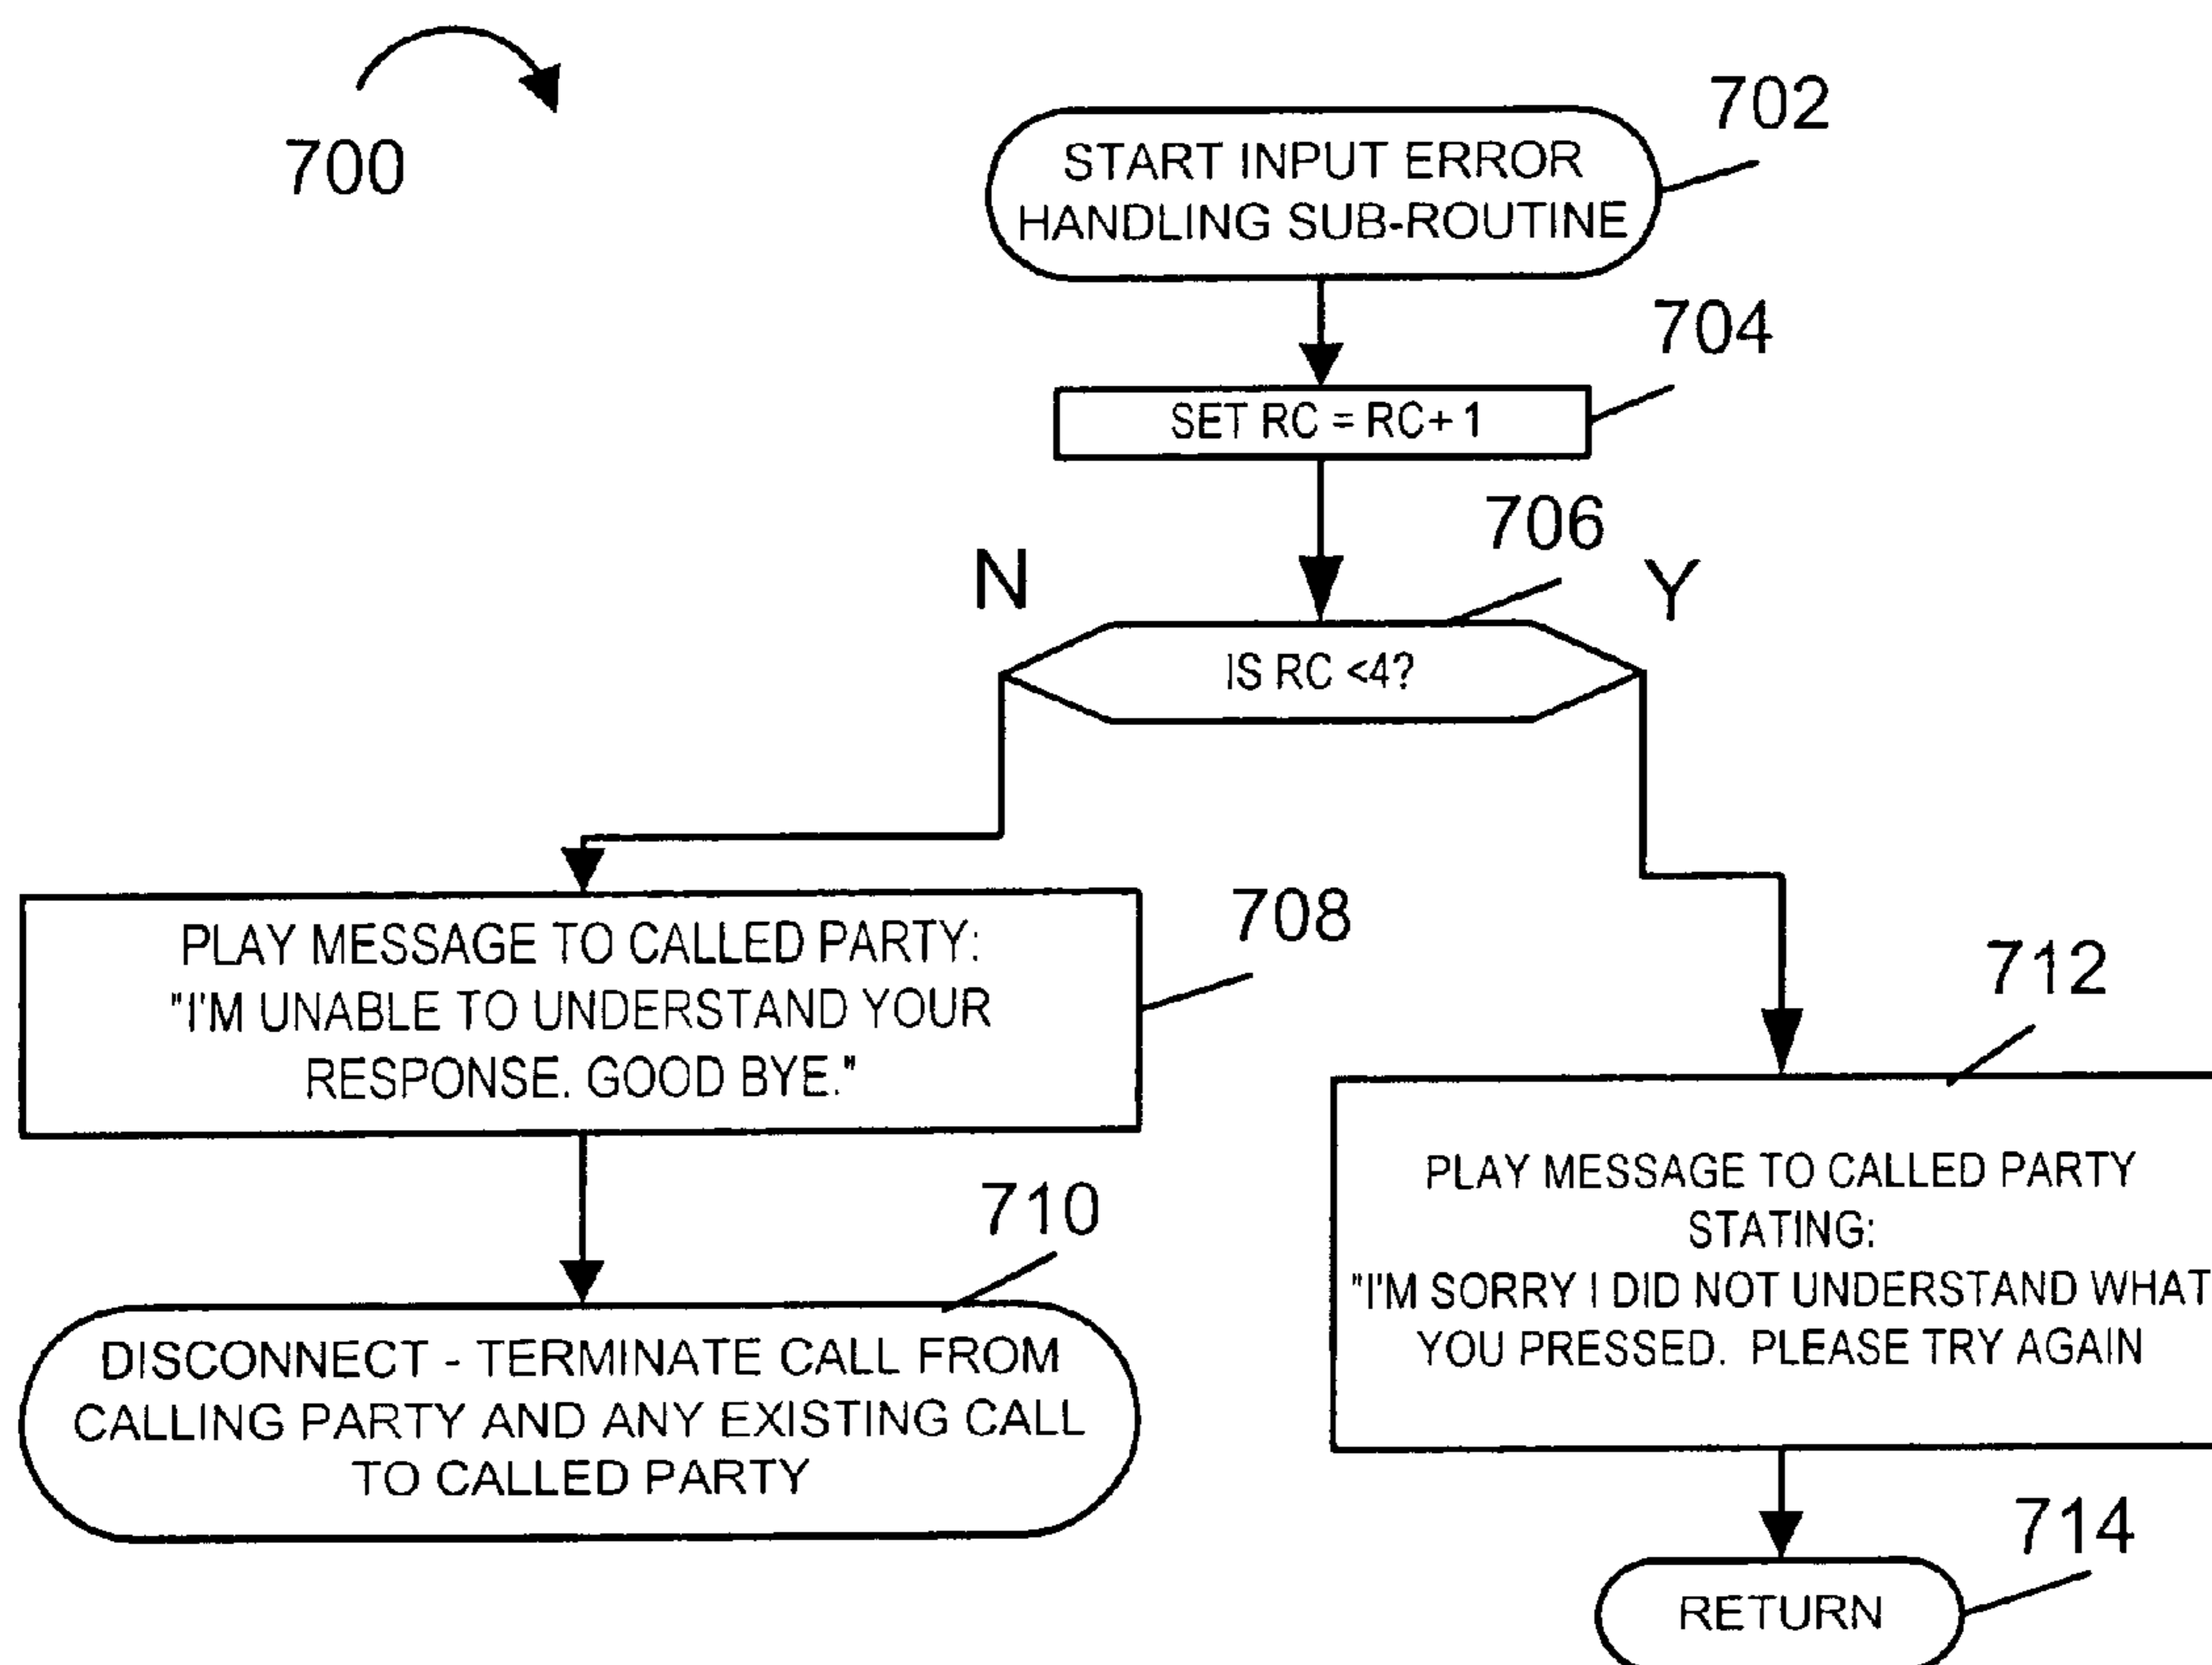 700
702
START INPUT ERROR
HANDLING SUB-ROUTINE
704
SET RC = RC+ 1
706
N
Y
IS RC <4?
708
PLAY MESSAGE TO CALLED PARTY:
"I'M UNABLE TO UNDERSTAND YOUR
RESPONSE. GOOD BYE."
710
DISCONNECT - TERMINATE CALL FROM
CALLING PARTY AND ANY EXISTING CALL
TO CALLED PARTY
712
PLAY MESSAGE TO CALLED PARTY
STATING:
"I'M SORRY I DID NOT UNDERSTAND WHAT
YOU PRESSED. PLEASE TRY AGAIN
714
RETURN